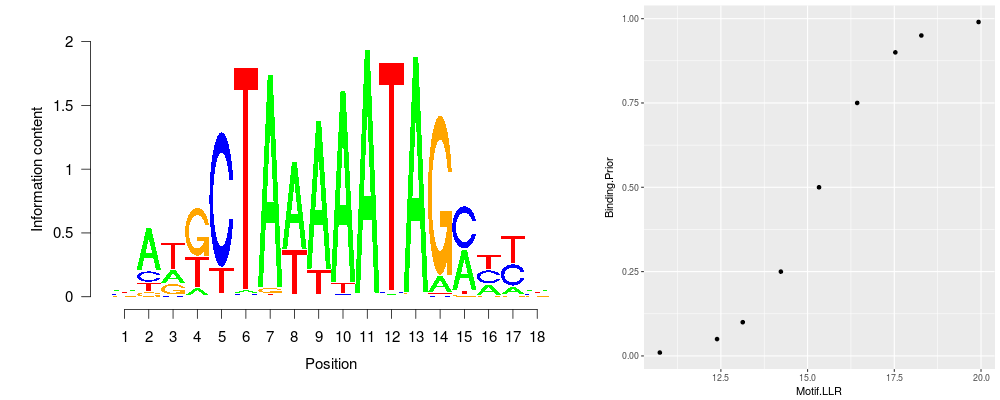 2
1.5
1
0.5
0
Information content
A C T G
T A G
G T A
C T
T
A G
A T
A T
A T
A
T
A
G A
C A
T C A
T C A
1 2 3 4 5 6 7 8 9 10 11 12 13 14 15 16 17 18
Position
1.00
0.75
0.50
0.25
0.00
Binding.Prior
12.5 15.0 17.5 20.0
Motif.LLR